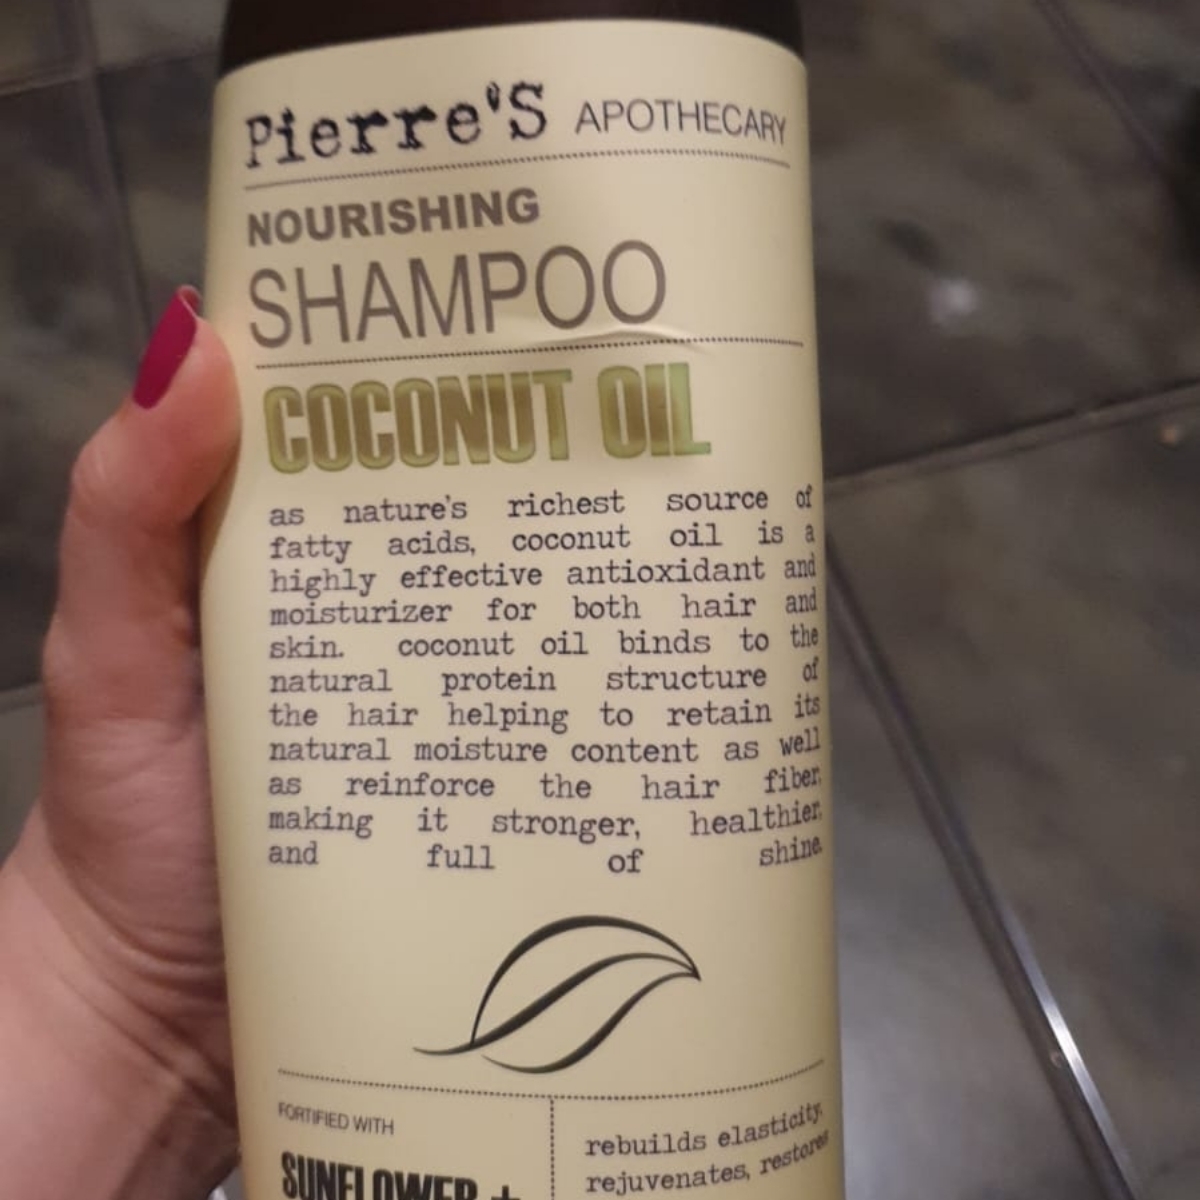 Pierre'S APOTHECARY
NOURISHING
SHAMPOO
COCONUT OIL
as nature's richest source of
fatty acids, coconut oil is a
highly effective antioxidant and
moisturizer for both hair and
skin. coconut oil binds to the
natural protein structure of
the hair helping to retain its
natural moisture content as well
as reinforce the hair fiber,
making it stronger, healthier,
and full of shine.
FORTIFIED WITH
SUNFLOWER +
rebuilds elasticity,
rejuvenates, restores